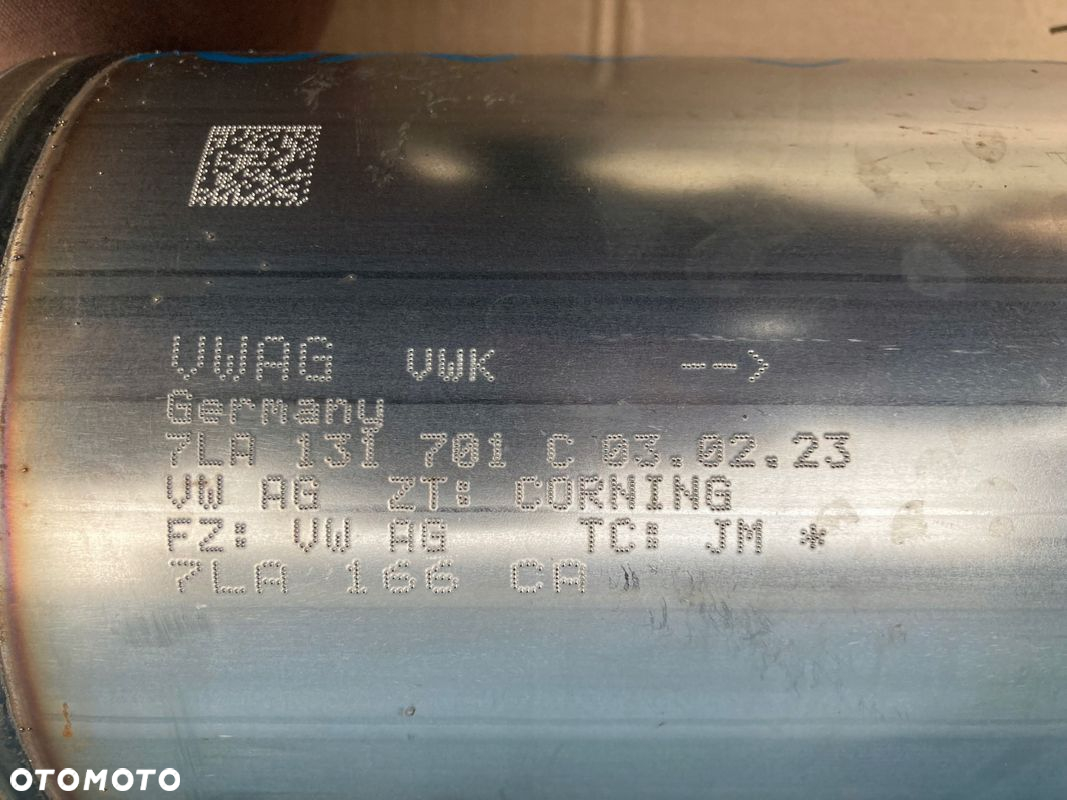 VWAG VWK -->
Germany
7LA 131 701 C 03.02.23
VW AG ZT: CORNING
FZ: VW AG TC: JM *
7LA 166 CA
OTOMOTO